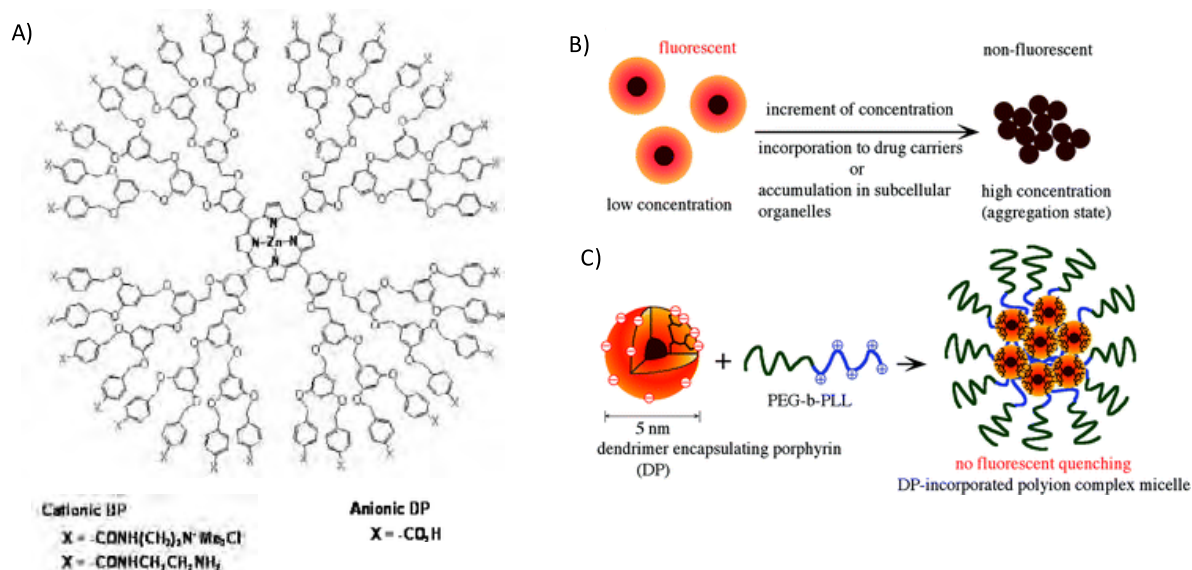 A)
N
N
Zn
N
N
Cationic DP
X = -CONH(CH₂)₃N⁺Me₃Cl
X = -CONHCH₂CH₂NH₂
Anionic DP
X = -CO₂H
B)
fluorescent
non-fluorescent
increment of concentration
incorporation to drug carriers
or
accumulation in subcellular
organelles
low concentration
high concentration
(aggregation state)
C)
5 nm
dendrimer encapsulating porphyrin
(DP)
+
PEG-b-PLL
no fluorescent quenching
DP-incorporated polyion complex micelle